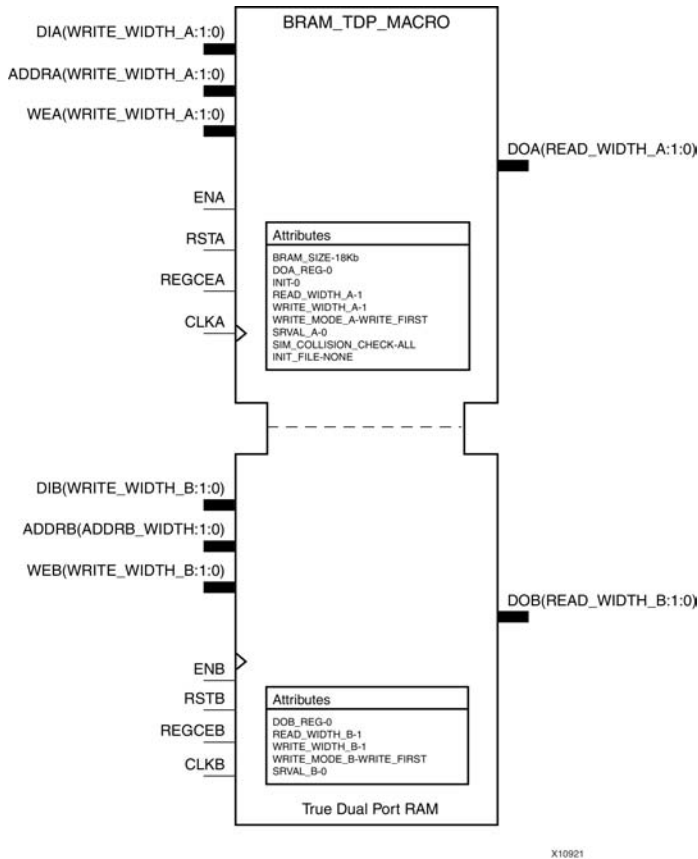 BRAM_TDP_MACRO
DIA(WRITE_WIDTH_A:1:0)
ADDRA(WRITE_WIDTH_A:1:0)
WEA(WRITE_WIDTH_A:1:0)
DOA(READ_WIDTH_A:1:0)
ENA
RSTA
REGCEA
CLKA
Attributes
BRAM_SIZE-18Kb
DOA_REG-0
INIT-0
READ_WIDTH_A-1
WRITE_WIDTH_A-1
WRITE_MODE_A-WRITE_FIRST
SRVAL_A-0
SIM_COLLISION_CHECK-ALL
INIT_FILE-NONE
DIB(WRITE_WIDTH_B:1:0)
ADDRB(ADDRB_WIDTH:1:0)
WEB(WRITE_WIDTH_B:1:0)
DOB(READ_WIDTH_B:1:0)
ENB
RSTB
REGCEB
CLKB
Attributes
DOB_REG-0
READ_WIDTH_B-1
WRITE_WIDTH_B-1
WRITE_MODE_B-WRITE_FIRST
SRVAL_B-0
True Dual Port RAM
X10921